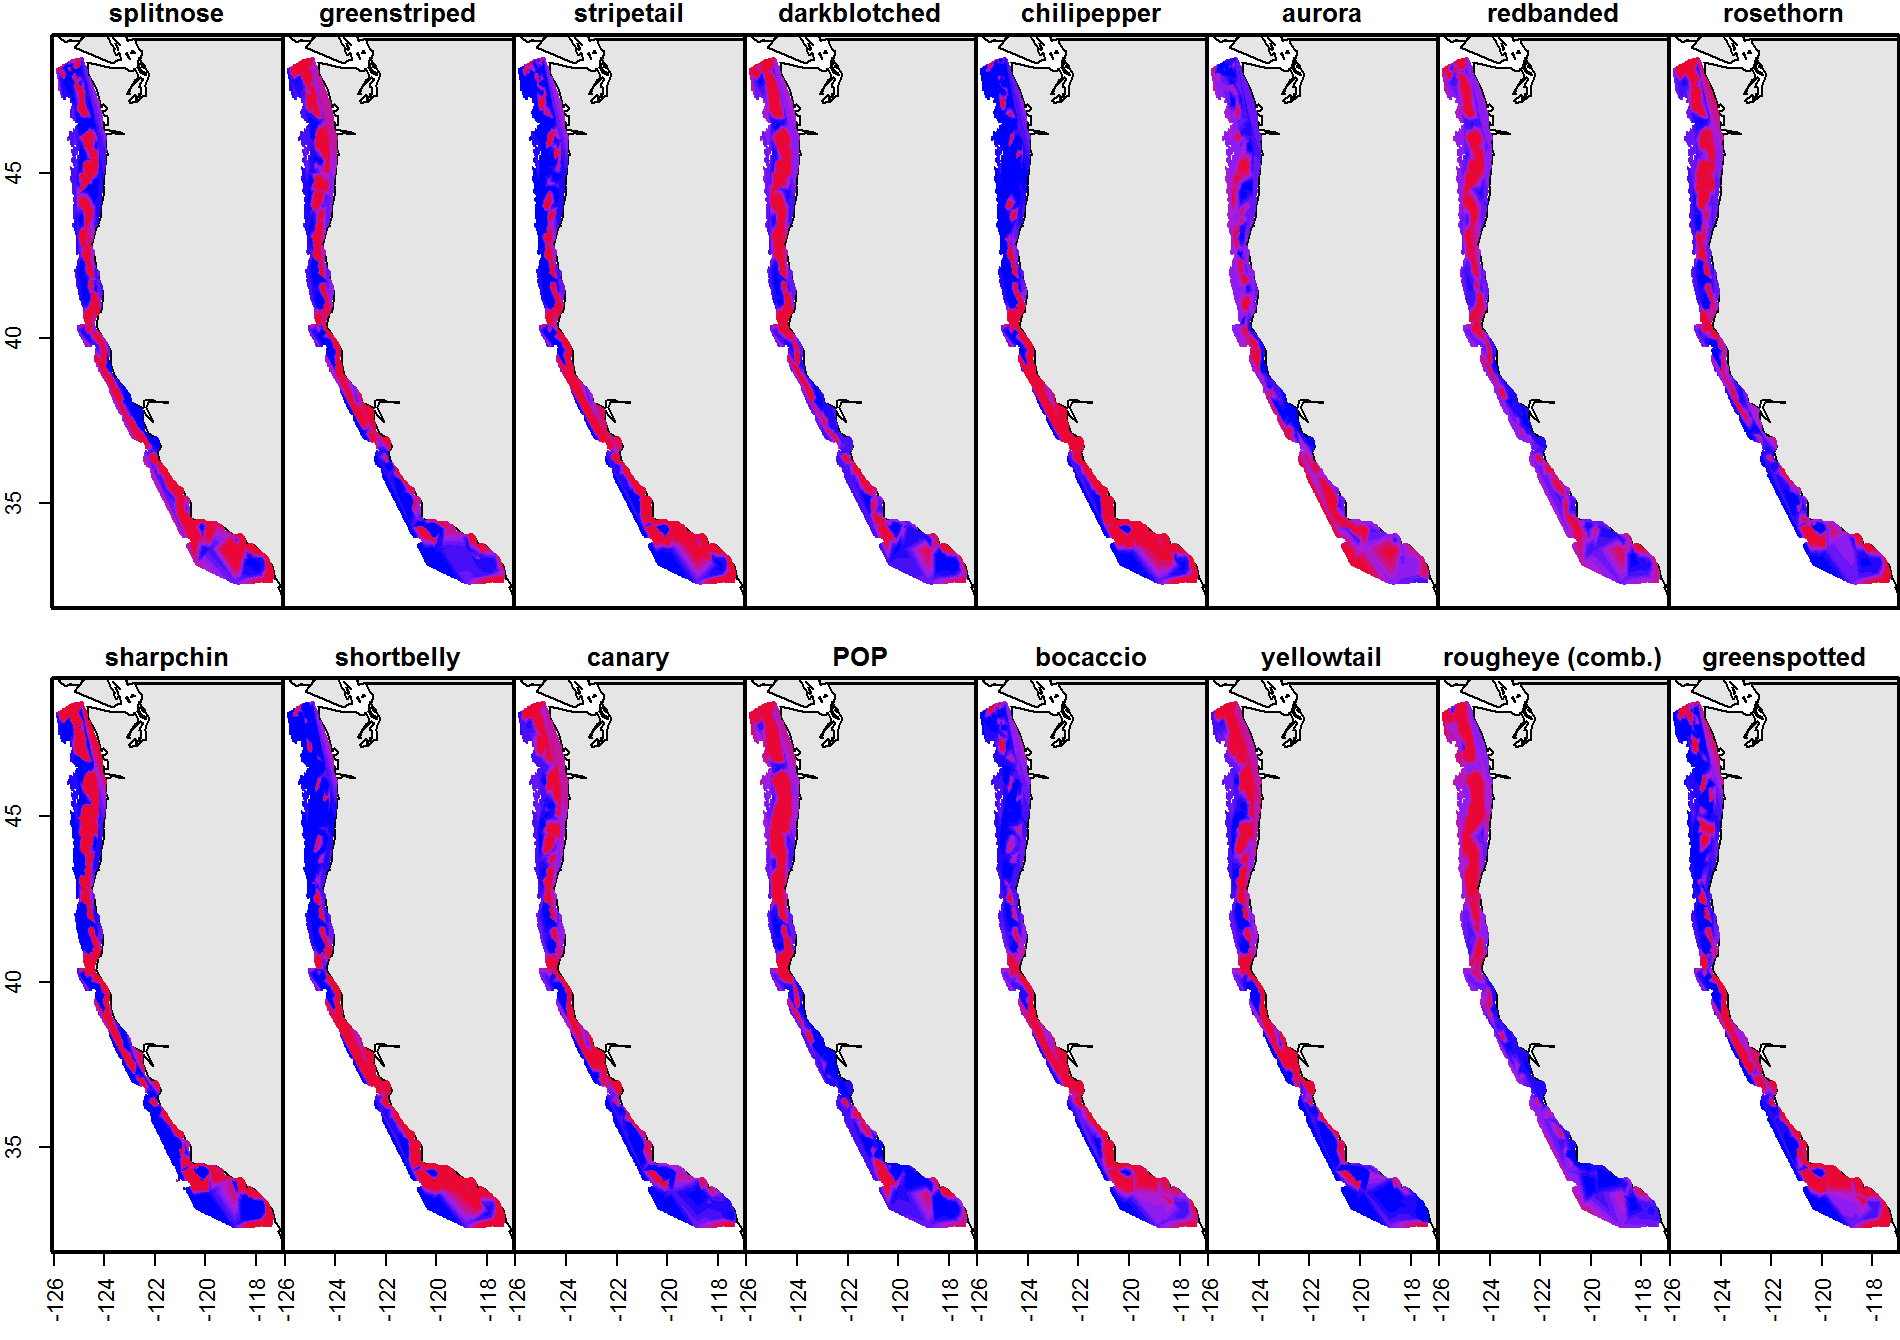 splitnose greenstriped stripetail darkblotched chilipepper aurora redbanded rosethorn
45
40
35
sharpchin shortbelly canary POP bocaccio yellowtail rougheye (comb.) greenspotted
45
40
35
-126 -124 -122 -120 -118 -126 -124 -122 -120 -118 -126 -124 -122 -120 -118 -126 -124 -122 -120 -118 -126 -124 -122 -120 -118 -126 -124 -122 -120 -118 -126 -124 -122 -120 -118 -126 -124 -122 -120 -118